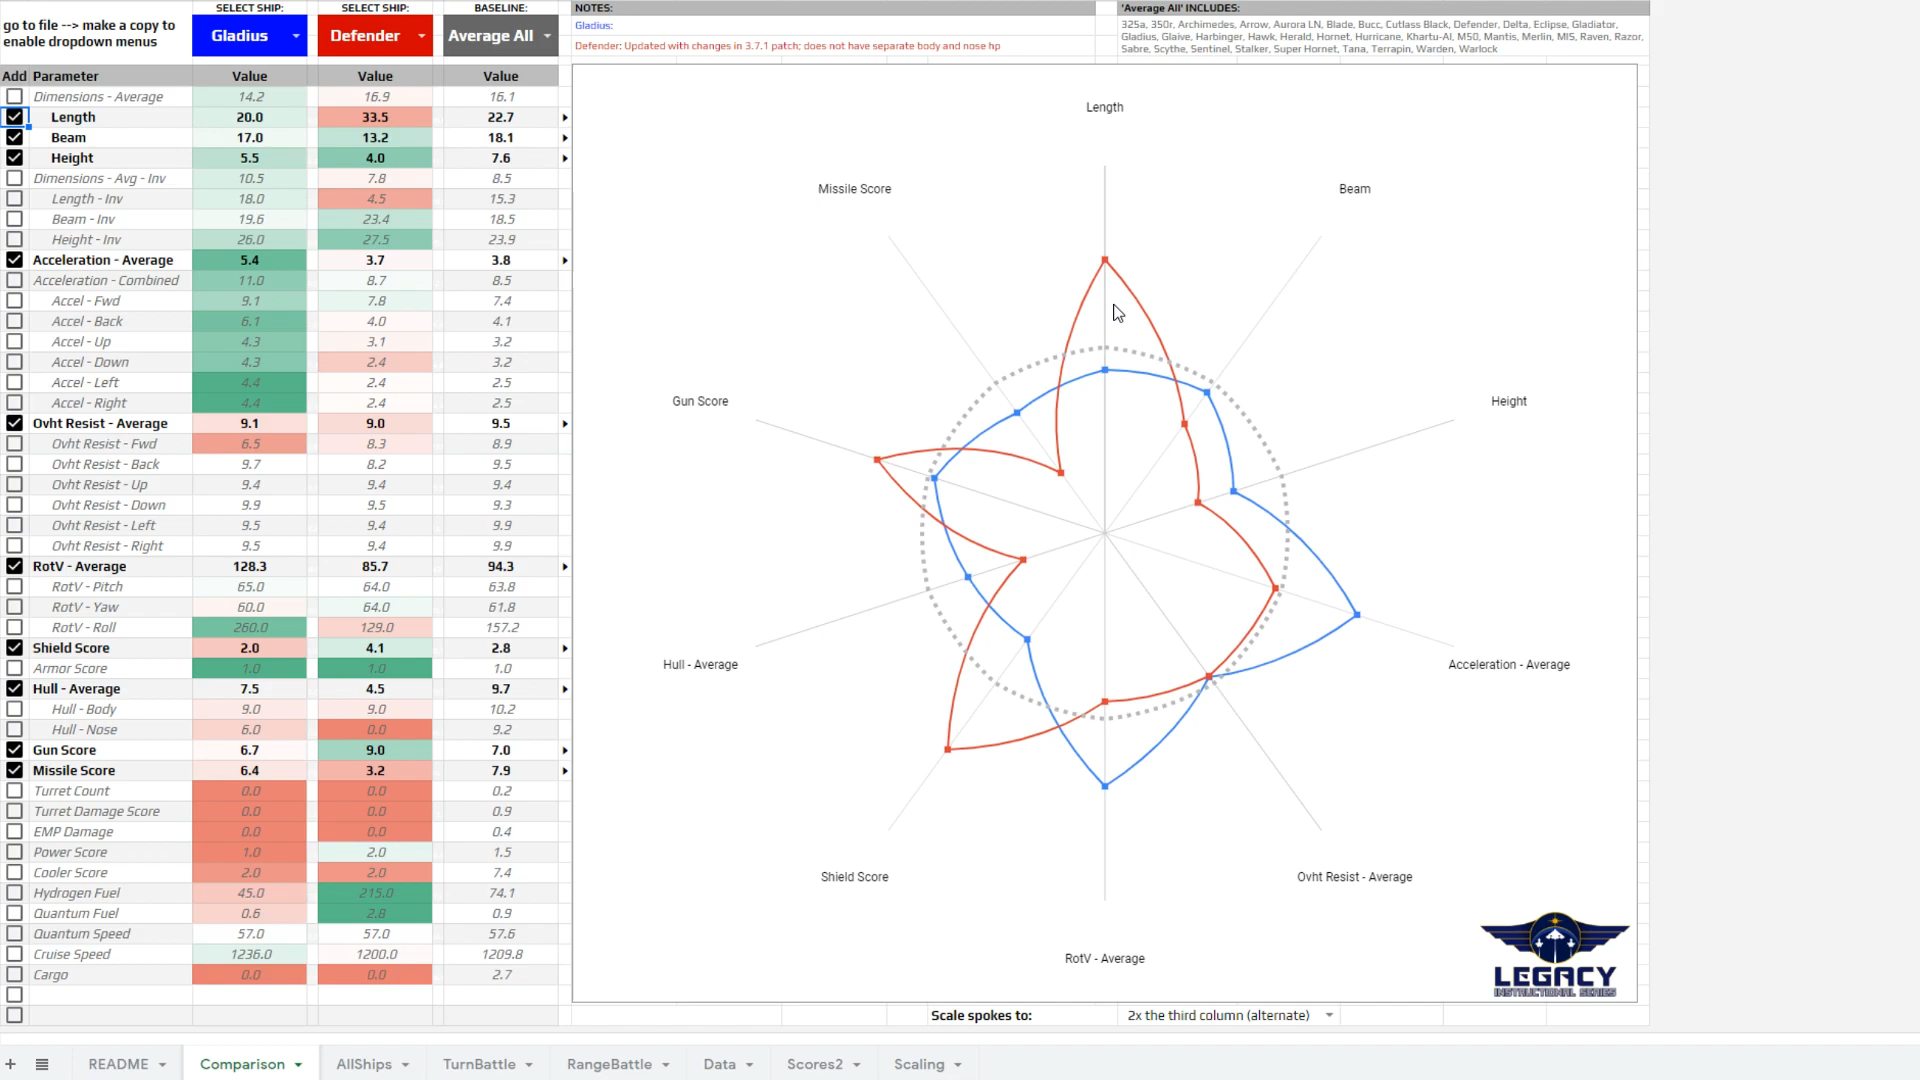 go to file --> make a copy to
enable dropdown menus
SELECT SHIP:
Gladius
SELECT SHIP:
Defender
BASELINE:
Average All
NOTES:
Gladius:
Defender: Updated with changes in 3.7.1 patch; does not have separate body and nose hp
'Average All' INCLUDES:
325a, 350r, Archimedes, Arrow, Aurora LN, Blade, Bucc, Cutlass Black, Defender, Delta, Eclipse, Gladiator,
Gladius, Glaive, Harbinger, Hawk, Herald, Hornet, Hurricane, Khartu-Al, M50, Mantis, Merlin, MIS, Raven, Razor,
Sabre, Scythe, Sentinel, Stalker, Super Hornet, Tana, Terrapin, Warden, Warlock
Add Parameter Value Value Value
Dimensions - Average 14.2 16.9 16.1
Length 20.0 33.5 22.7
Beam 17.0 13.2 18.1
Height 5.5 4.0 7.6
Dimensions - Avg - Inv 10.5 7.8 8.5
Length - Inv 18.0 4.5 15.3
Beam - Inv 19.6 23.4 18.5
Height - Inv 26.0 27.5 23.9
Acceleration - Average 5.4 3.7 3.8
Acceleration - Combined 11.0 8.7 8.5
Accel - Fwd 9.1 7.8 7.4
Accel - Back 6.1 4.0 4.1
Accel - Up 4.3 3.1 3.2
Accel - Down 4.3 2.4 3.2
Accel - Left 4.4 2.4 2.5
Accel - Right 4.4 2.4 2.5
Ovht Resist - Average 9.1 9.0 9.5
Ovht Resist - Fwd 6.5 8.3 8.9
Ovht Resist - Back 9.7 8.2 9.5
Ovht Resist - Up 9.4 9.4 9.4
Ovht Resist - Down 9.9 9.5 9.3
Ovht Resist - Left 9.5 9.4 9.9
Ovht Resist - Right 9.5 9.4 9.9
RotV - Average 128.3 85.7 94.3
RotV - Pitch 65.0 64.0 63.8
RotV - Yaw 60.0 64.0 61.8
RotV - Roll 260.0 129.0 157.2
Shield Score 2.0 4.1 2.8
Armor Score 1.0 1.0 1.0
Hull - Average 7.5 4.5 9.7
Hull - Body 9.0 9.0 10.2
Hull - Nose 6.0 0.0 9.2
Gun Score 6.7 9.0 7.0
Missile Score 6.4 3.2 7.9
Turret Count 0.0 0.0 0.2
Turret Damage Score 0.0 0.0 0.9
EMP Damage 0.0 0.0 0.4
Power Score 1.0 2.0 1.5
Cooler Score 2.0 2.0 7.4
Hydrogen Fuel 45.0 215.0 74.1
Quantum Fuel 0.6 2.8 0.9
Quantum Speed 57.0 57.0 57.6
Cruise Speed 1236.0 1200.0 1209.8
Cargo 0.0 0.0 2.7
Length
Missile Score
Beam
Gun Score
Height
Hull - Average
Acceleration - Average
Shield Score
Ovht Resist - Average
RotV - Average
LEGACY
INSTRUCTIONAL SERIES
Scale spokes to: 2x the third column (alternate)
+ README Comparison AllShips TurnBattle RangeBattle Data Scores2 Scaling